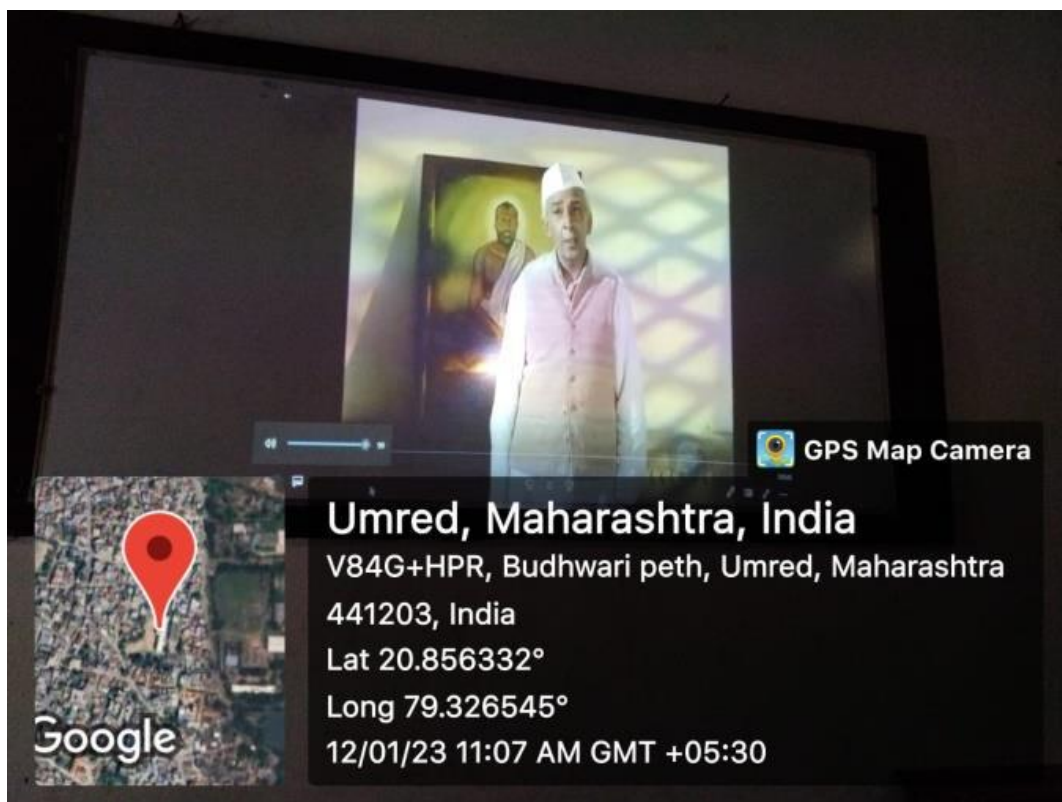 GPS Map Camera
Umred, Maharashtra, India
V84G+HPR, Budhwari peth, Umred, Maharashtra
441203, India
Lat 20.856332°
Long 79.326545°
12/01/23 11:07 AM GMT +05:30
Google